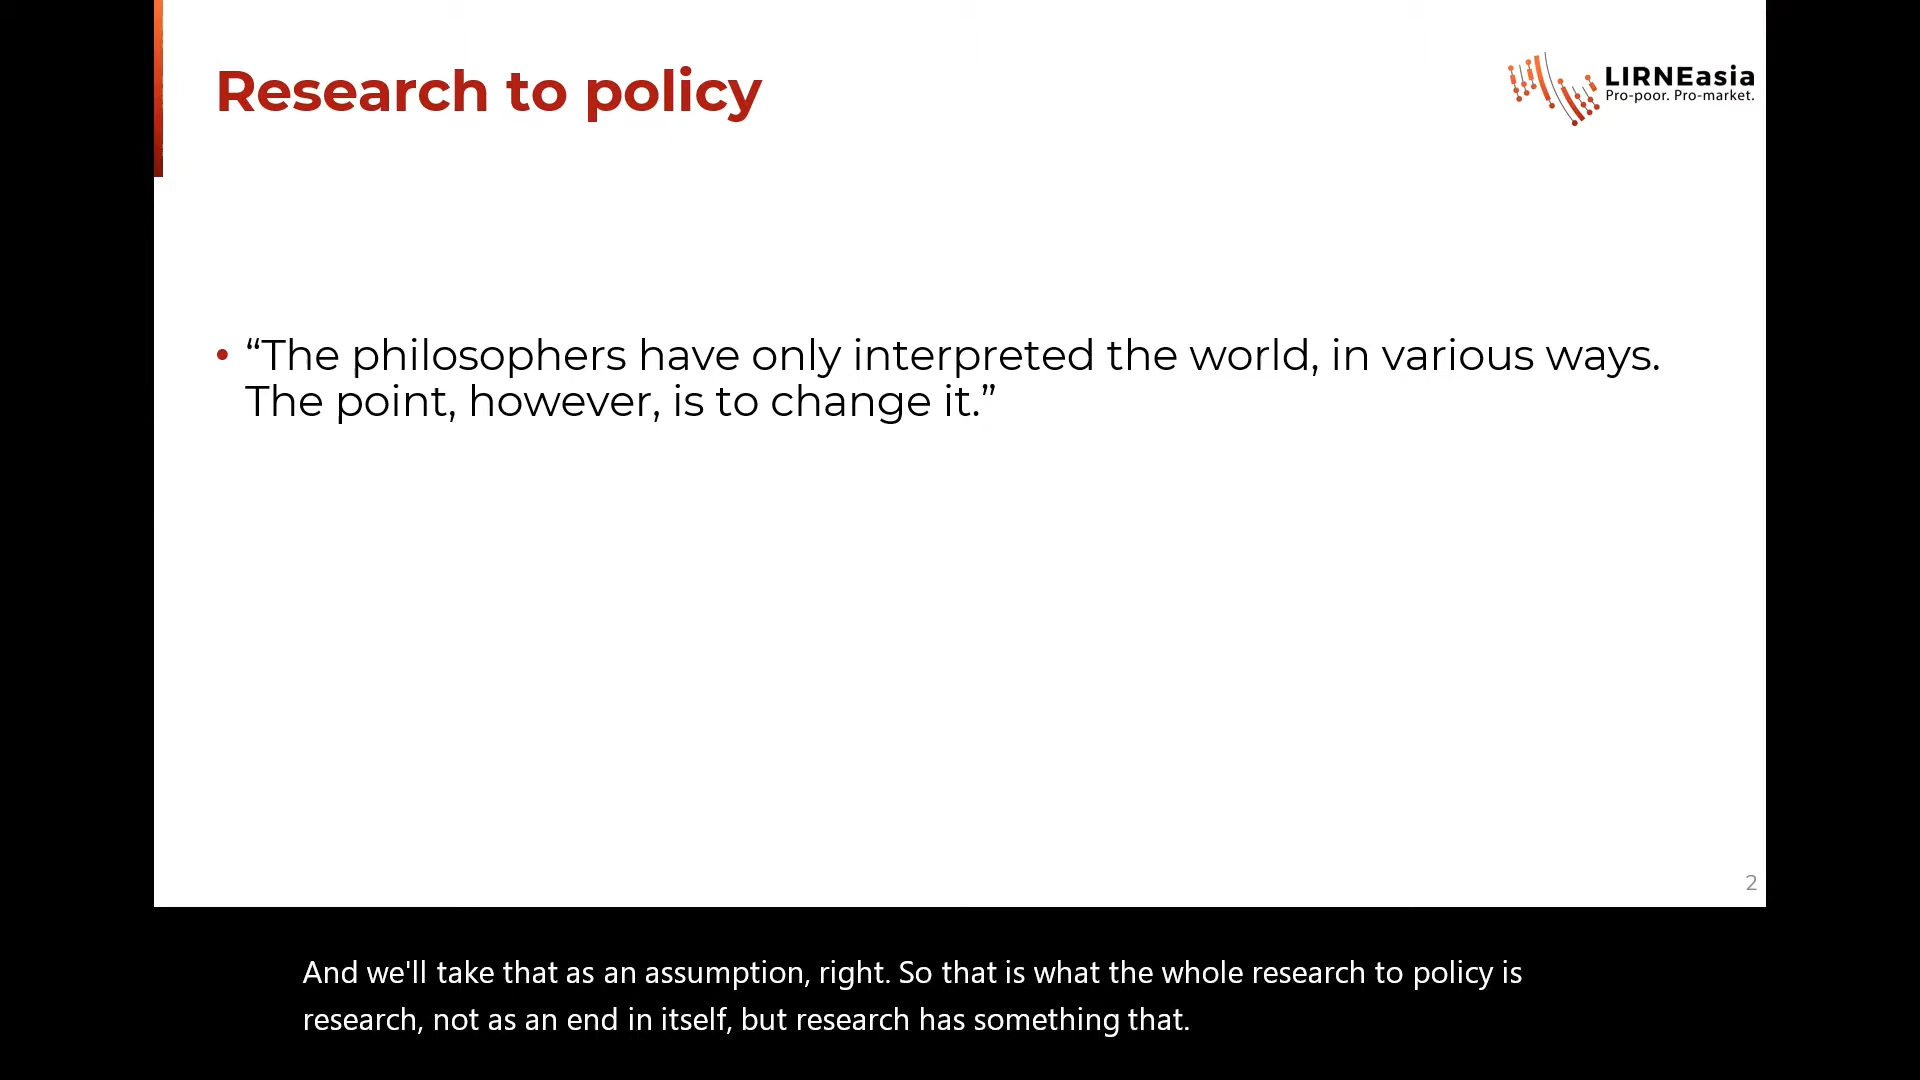 Research to policy
LIRNEasia
Pro-poor. Pro-market.
• “The philosophers have only interpreted the world, in various ways.
The point, however, is to change it.”
2
And we'll take that as an assumption, right. So that is what the whole research to policy is
research, not as an end in itself, but research has something that.